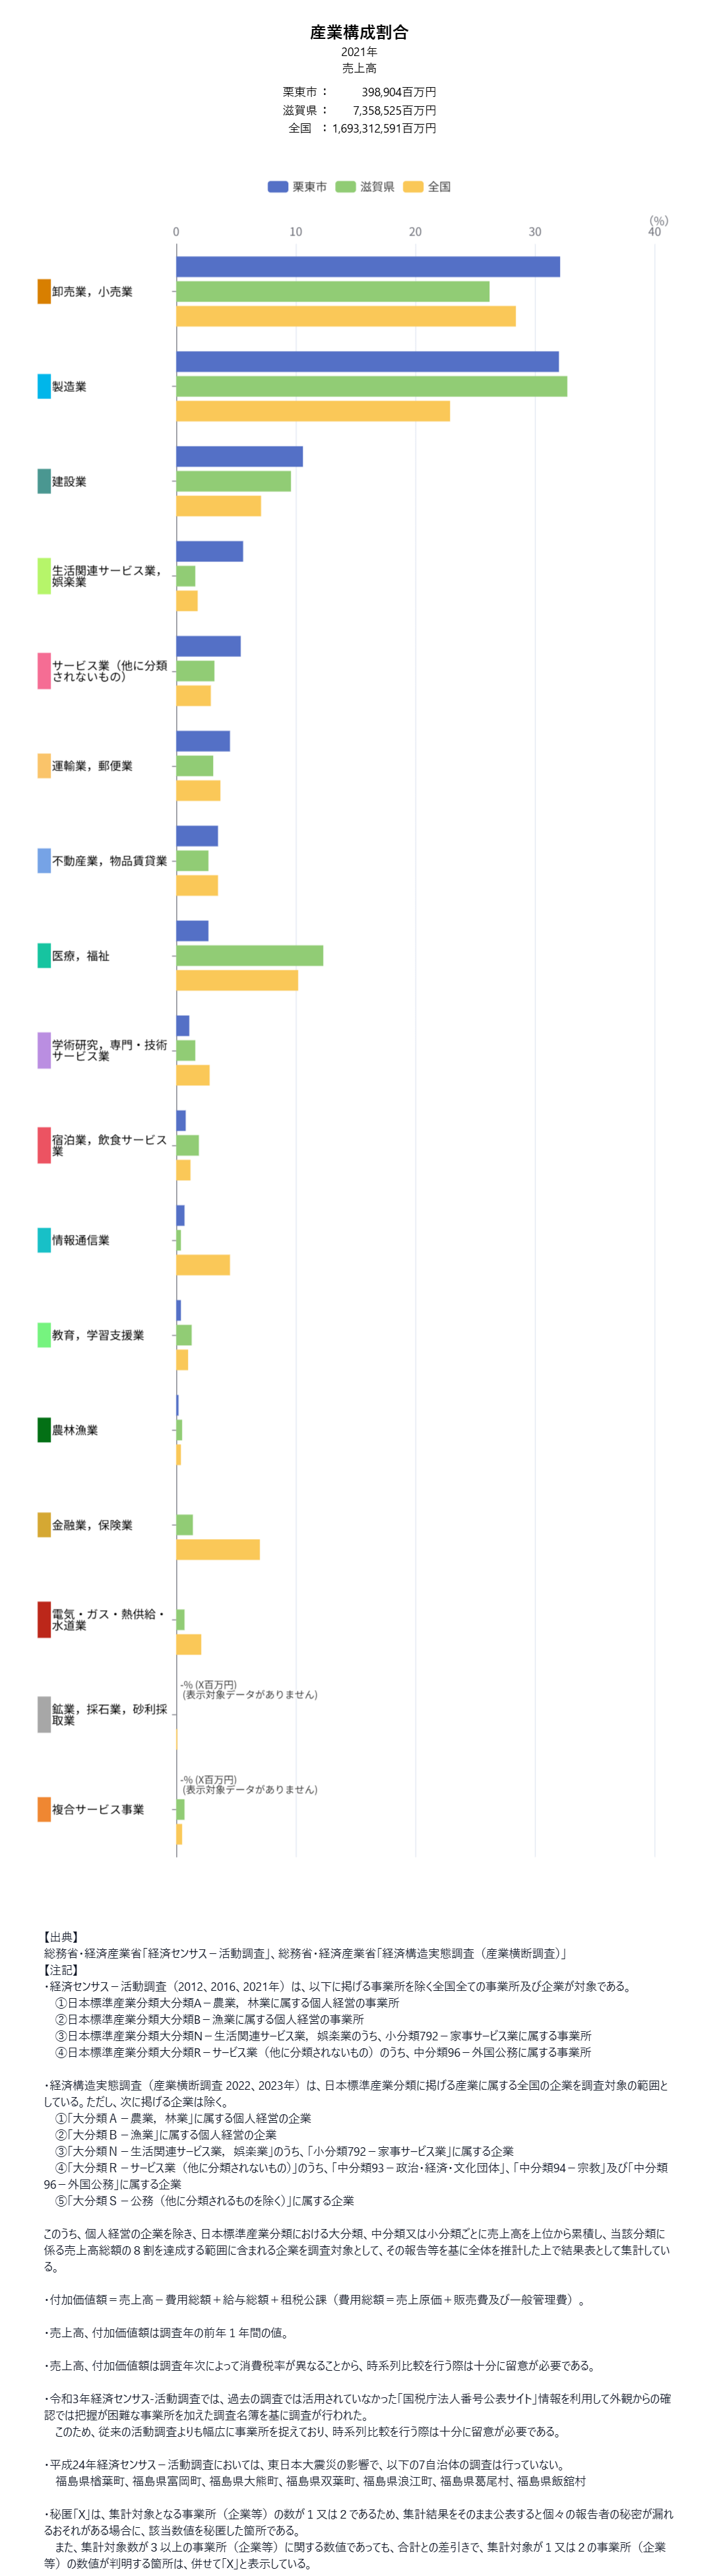 産業構成割合
2021年
売上高
栗東市 : 398,904百万円
滋賀県 : 7,358,525百万円
全国 : 1,693,312,591百万円
栗東市 滋賀県 全国
(%)
0 10 20 30 40
卸売業，小売業
製造業
建設業
生活関連サービス業，
娯楽業
サービス業（他に分類
されないもの）
運輸業，郵便業
不動産業，物品賃貸業
医療，福祉
学術研究，専門・技術
サービス業
宿泊業，飲食サービス
業
情報通信業
教育，学習支援業
農林漁業
金融業，保険業
電気・ガス・熱供給・
水道業
-% (X百万円)
(表示対象データがありません)
鉱業，採石業，砂利採
取業
-% (X百万円)
(表示対象データがありません)
複合サービス事業
【出典】
総務省・経済産業省「経済センサス－活動調査」、総務省・経済産業省「経済構造実態調査（産業横断調査）」
【注記】
・経済センサス－活動調査（2012、2016、2021年）は、以下に掲げる事業所を除く全国全ての事業所及び企業が対象である。
①日本標準産業分類大分類A－農業，林業に属する個人経営の事業所
②日本標準産業分類大分類B－漁業に属する個人経営の事業所
③日本標準産業分類大分類N－生活関連サービス業，娯楽業のうち、小分類792－家事サービス業に属する事業所
④日本標準産業分類大分類R－サービス業（他に分類されないもの）のうち、中分類96－外国公務に属する事業所
・経済構造実態調査（産業横断調査 2022、2023年）は、日本標準産業分類に掲げる産業に属する全国の企業を調査対象の範囲と
している。ただし、次に掲げる企業は除く。
①「大分類Ａ－農業，林業」に属する個人経営の企業
②「大分類Ｂ－漁業」に属する個人経営の企業
③「大分類Ｎ－生活関連サービス業，娯楽業」のうち、「小分類792－家事サービス業」に属する企業
④「大分類Ｒ－サービス業（他に分類されないもの）」のうち、「中分類93－政治・経済・文化団体」、「中分類94－宗教」及び「中分類
96－外国公務」に属する企業
⑤「大分類Ｓ－公務（他に分類されるものを除く）」に属する企業
このうち、個人経営の企業を除き、日本標準産業分類における大分類、中分類又は小分類ごとに売上高を上位から累積し、当該分類に
係る売上高総額の８割を達成する範囲に含まれる企業を調査対象として、その報告等を基に全体を推計した上で結果表として集計してい
る。
・付加価値額＝売上高－費用総額＋給与総額＋租税公課（費用総額＝売上原価＋販売費及び一般管理費）。
・売上高、付加価値額は調査年の前年１年間の値。
・売上高、付加価値額は調査年次によって消費税率が異なることから、時系列比較を行う際は十分に留意が必要である。
・令和3年経済センサス-活動調査では、過去の調査では活用されていなかった「国税庁法人番号公表サイト」情報を利用して外観からの確
認では把握が困難な事業所を加えた調査名簿を基に調査が行われた。
このため、従来の活動調査よりも幅広に事業所を捉えており、時系列比較を行う際は十分に留意が必要である。
・平成24年経済センサス－活動調査においては、東日本大震災の影響で、以下の7自治体の調査は行っていない。
福島県楢葉町、福島県富岡町、福島県大熊町、福島県双葉町、福島県浪江町、福島県葛尾村、福島県飯舘村
・秘匿「X」は、集計対象となる事業所（企業等）の数が１又は２であるため、集計結果をそのまま公表すると個々の報告者の秘密が漏れ
るおそれがある場合に、該当数値を秘匿した箇所である。
また、集計対象数が３以上の事業所（企業等）に関する数値であっても、合計との差引きで、集計対象が１又は２の事業所（企業
等）の数値が判明する箇所は、併せて「X」と表示している。